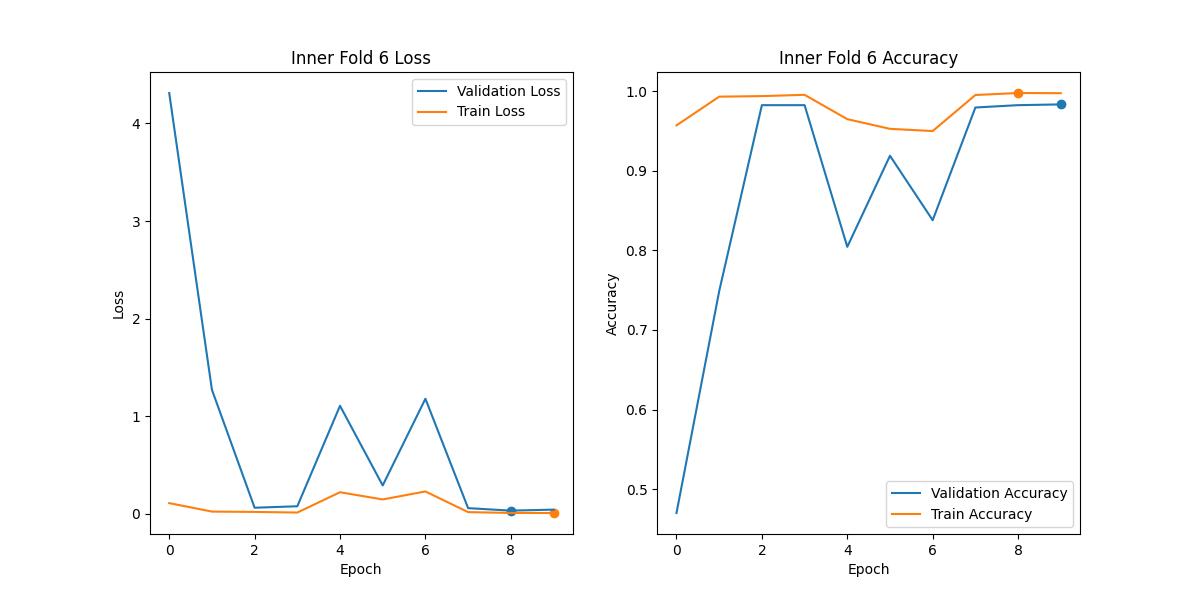 Inner Fold 6 Loss
Validation Loss
Train Loss
4
3
2
1
0
Loss
0 2 4 6 8
Epoch
Inner Fold 6 Accuracy
1.0
0.9
0.8
0.7
0.6
0.5
Accuracy
Validation Accuracy
Train Accuracy
0 2 4 6 8
Epoch